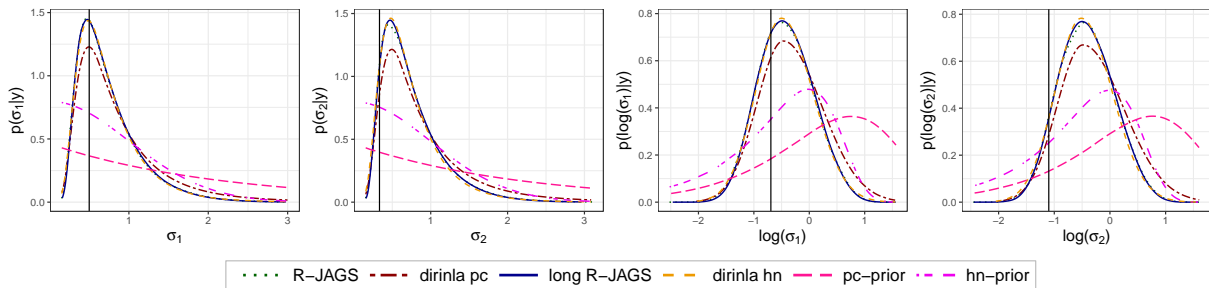 p(σ1|y)
1.5
1.0
0.5
0.0
1 2 3
σ1
p(σ2|y)
1.5
1.0
0.5
0.0
1 2 3
σ2
p(log(σ1)|y)
0.8
0.6
0.4
0.2
0.0
−2 −1 0 1
log(σ1)
p(log(σ2)|y)
0.8
0.6
0.4
0.2
0.0
−2 −1 0 1
log(σ2)
R−JAGS dirinla pc long R−JAGS dirinla hn pc−prior hn−prior